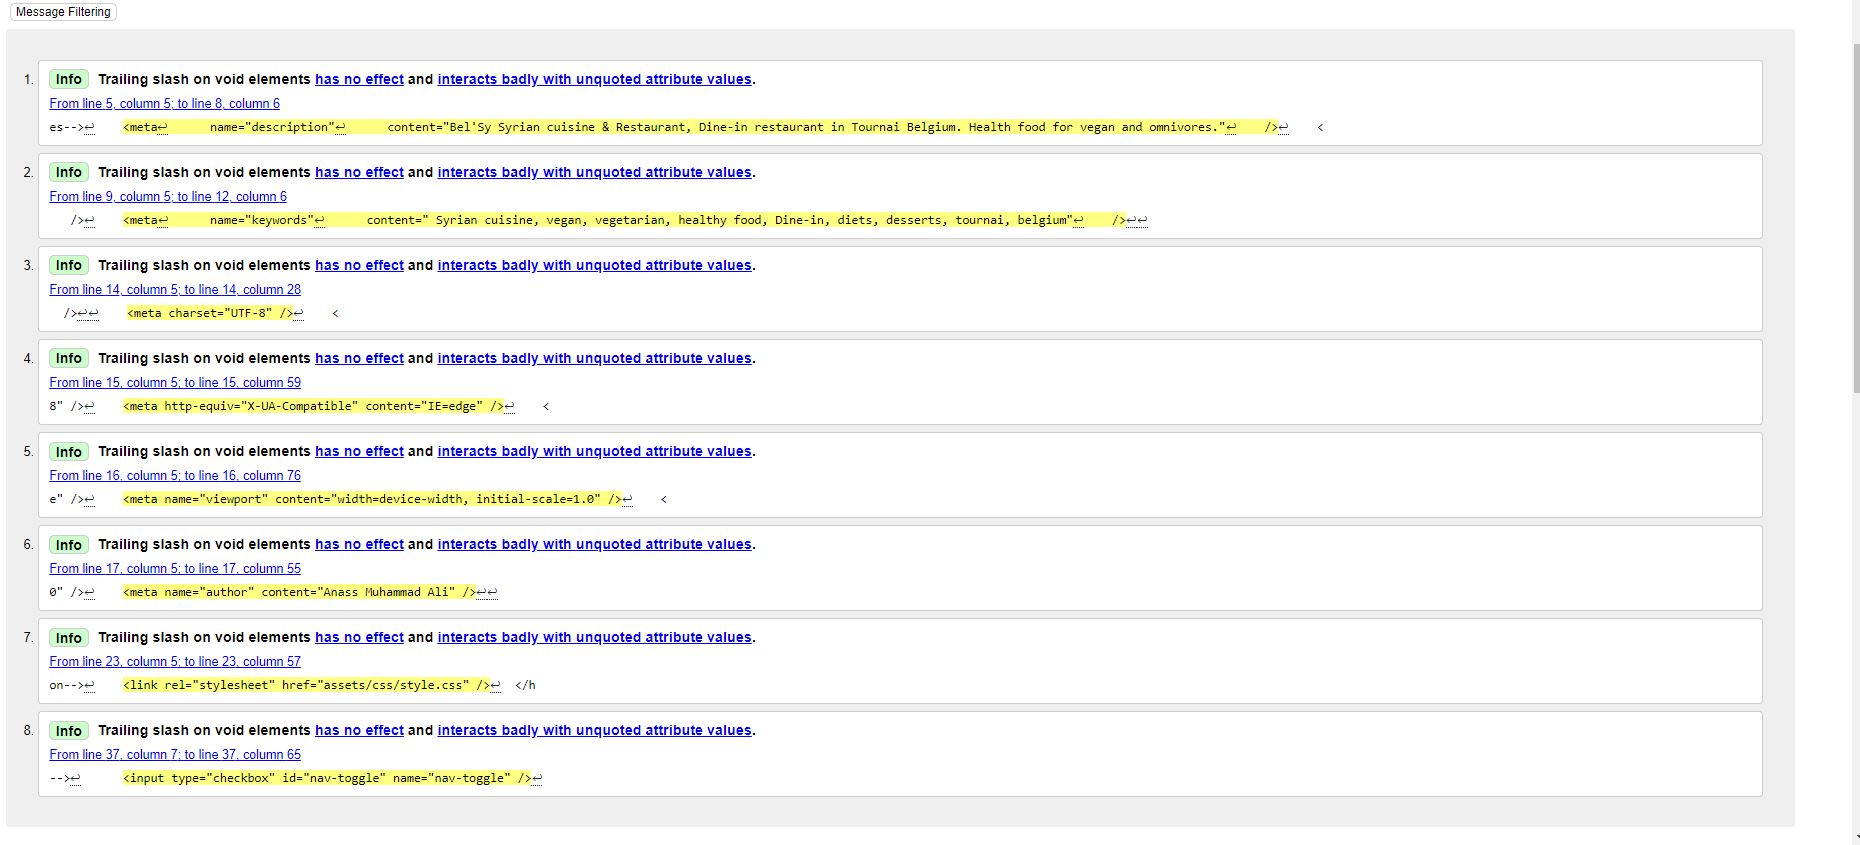 Message Filtering
1. Info Trailing slash on void elements has no effect and interacts badly with unquoted attribute values.
From line 5, column 5; to line 8, column 6
es-->↩    <meta↩      name="description"↩      content="Bel'Sy Syrian cuisine & Restaurant, Dine-in restaurant in Tournai Belgium. Health food for vegan and omnivores."↩    />↩    <
2. Info Trailing slash on void elements has no effect and interacts badly with unquoted attribute values.
From line 9, column 5; to line 12, column 6
/>↩    <meta↩      name="keywords"↩      content=" Syrian cuisine, vegan, vegetarian, healthy food, Dine-in, diets, desserts, tournai, belgium"↩    />↩↩
3. Info Trailing slash on void elements has no effect and interacts badly with unquoted attribute values.
From line 14, column 5; to line 14, column 28
/>↩↩    <meta charset="UTF-8" />↩    <
4. Info Trailing slash on void elements has no effect and interacts badly with unquoted attribute values.
From line 15, column 5; to line 15, column 59
8" />↩    <meta http-equiv="X-UA-Compatible" content="IE=edge" />↩    <
5. Info Trailing slash on void elements has no effect and interacts badly with unquoted attribute values.
From line 16, column 5; to line 16, column 76
e" />↩    <meta name="viewport" content="width=device-width, initial-scale=1.0" />↩    <
6. Info Trailing slash on void elements has no effect and interacts badly with unquoted attribute values.
From line 17, column 5; to line 17, column 55
0" />↩    <meta name="author" content="Anass Muhammad Ali" />↩↩
7. Info Trailing slash on void elements has no effect and interacts badly with unquoted attribute values.
From line 23, column 5; to line 23, column 57
on-->↩    <link rel="stylesheet" href="assets/css/style.css" />↩  </h
8. Info Trailing slash on void elements has no effect and interacts badly with unquoted attribute values.
From line 37, column 7; to line 37, column 65
-->↩      <input type="checkbox" id="nav-toggle" name="nav-toggle" />↩